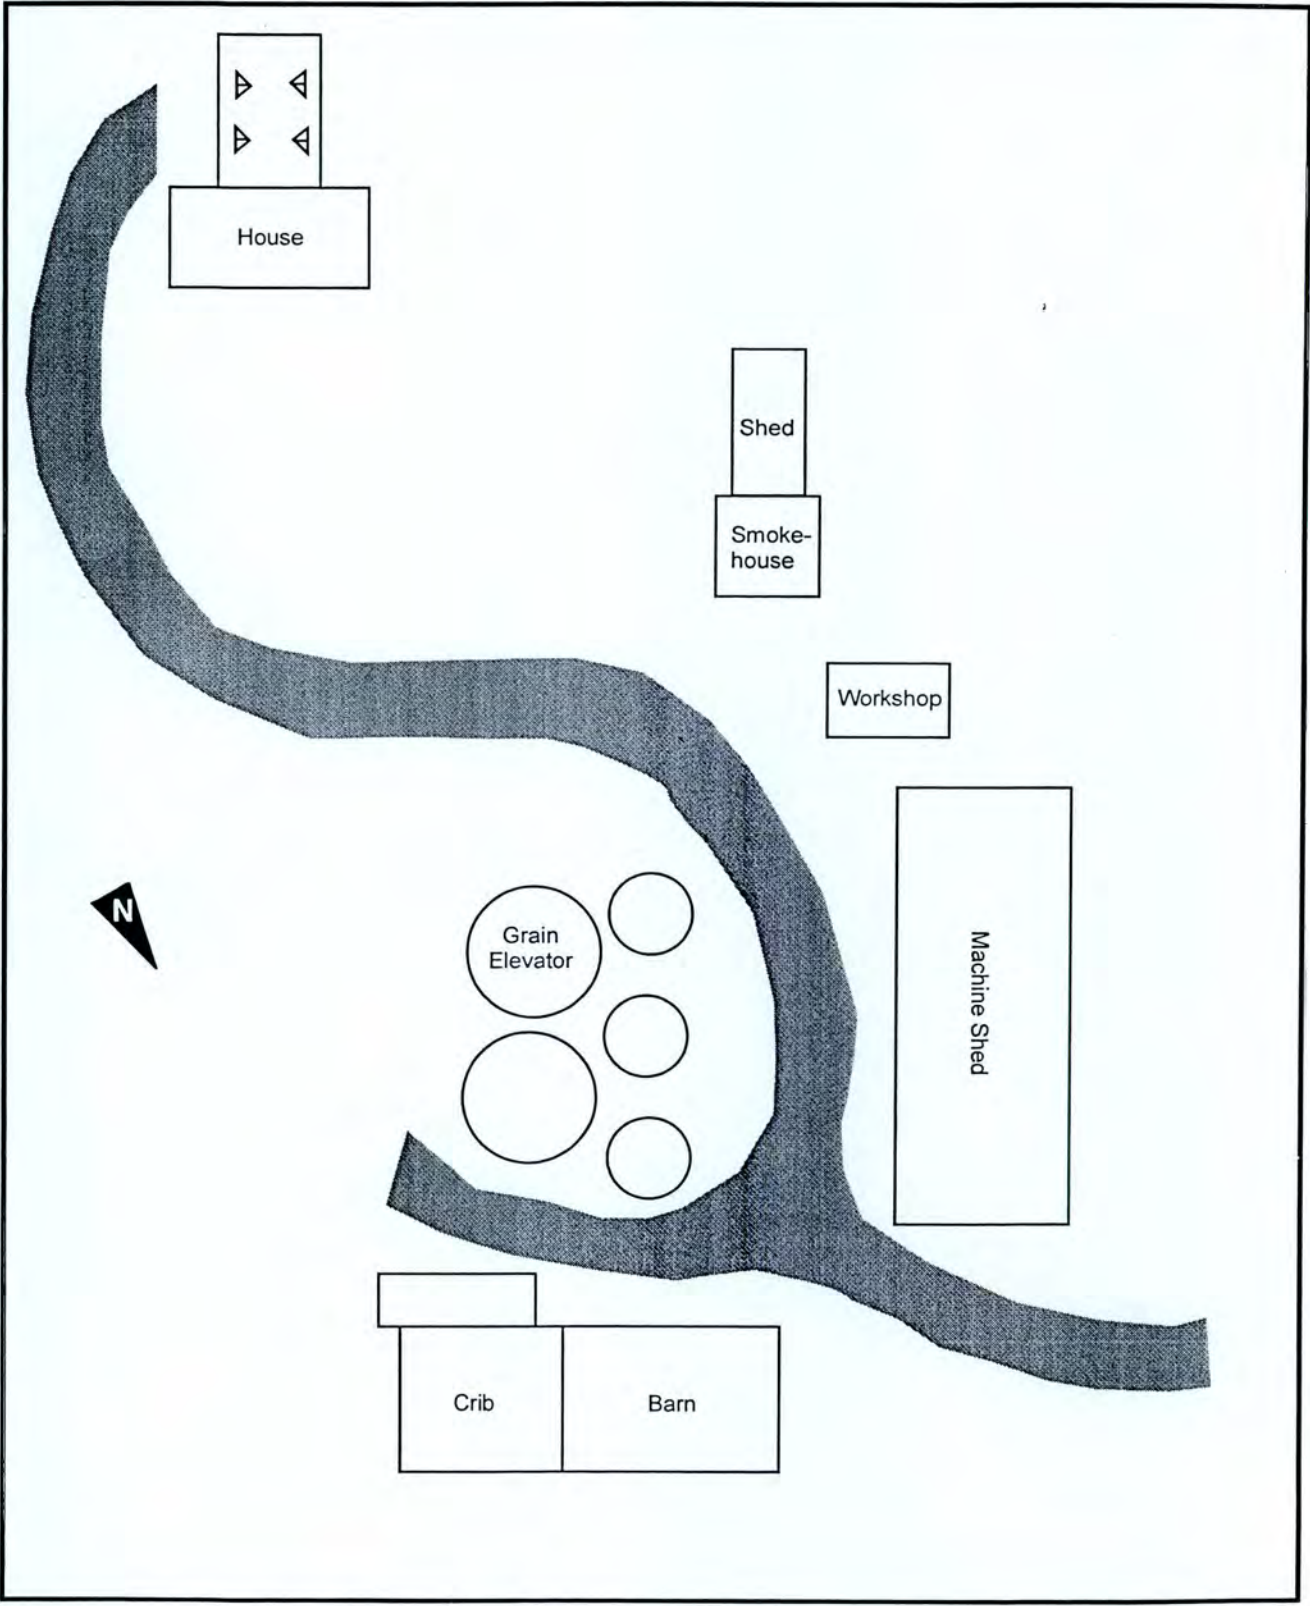 House
Shed
Smoke-
house
Workshop
N
Grain
Elevator
Machine Shed
Crib
Barn